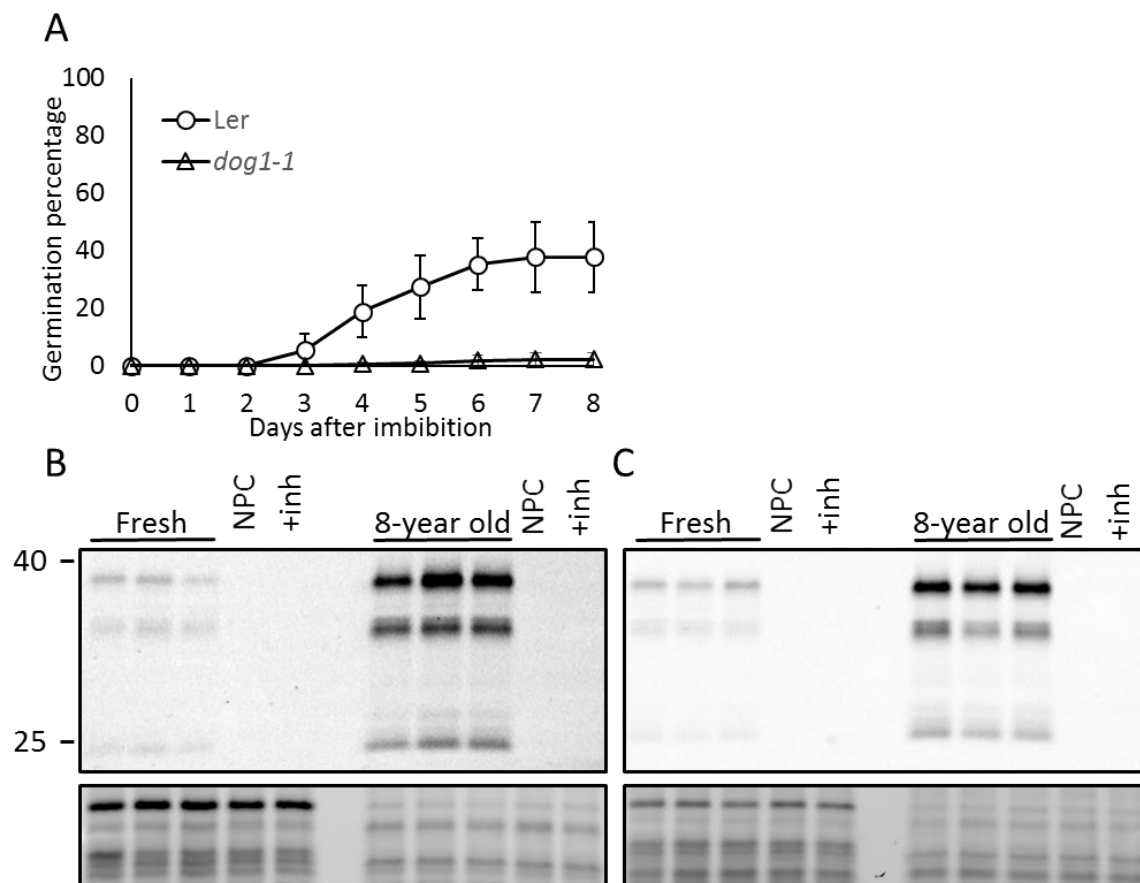 A
100
80
60
40
20
0
Germination percentage
Ler
dog1-1
0 1 2 3 4 5 6 7 8
Days after imbibition
B
Fresh NPC +inh 8-year old NPC +inh
40
25
C
Fresh NPC +inh 8-year old NPC +inh